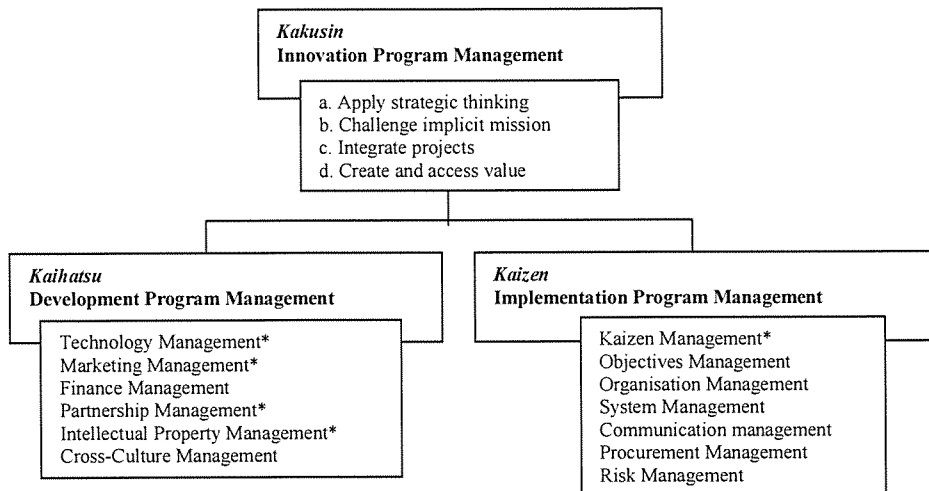 Kakusin
Innovation Program Management
a. Apply strategic thinking
b. Challenge implicit mission
c. Integrate projects
d. Create and access value
Kaihatsu
Development Program Management
Technology Management*
Marketing Management*
Finance Management
Partnership Management*
Intellectual Property Management*
Cross-Culture Management
Kaizen
Implementation Program Management
Kaizen Management*
Objectives Management
Organisation Management
System Management
Communication management
Procurement Management
Risk Management